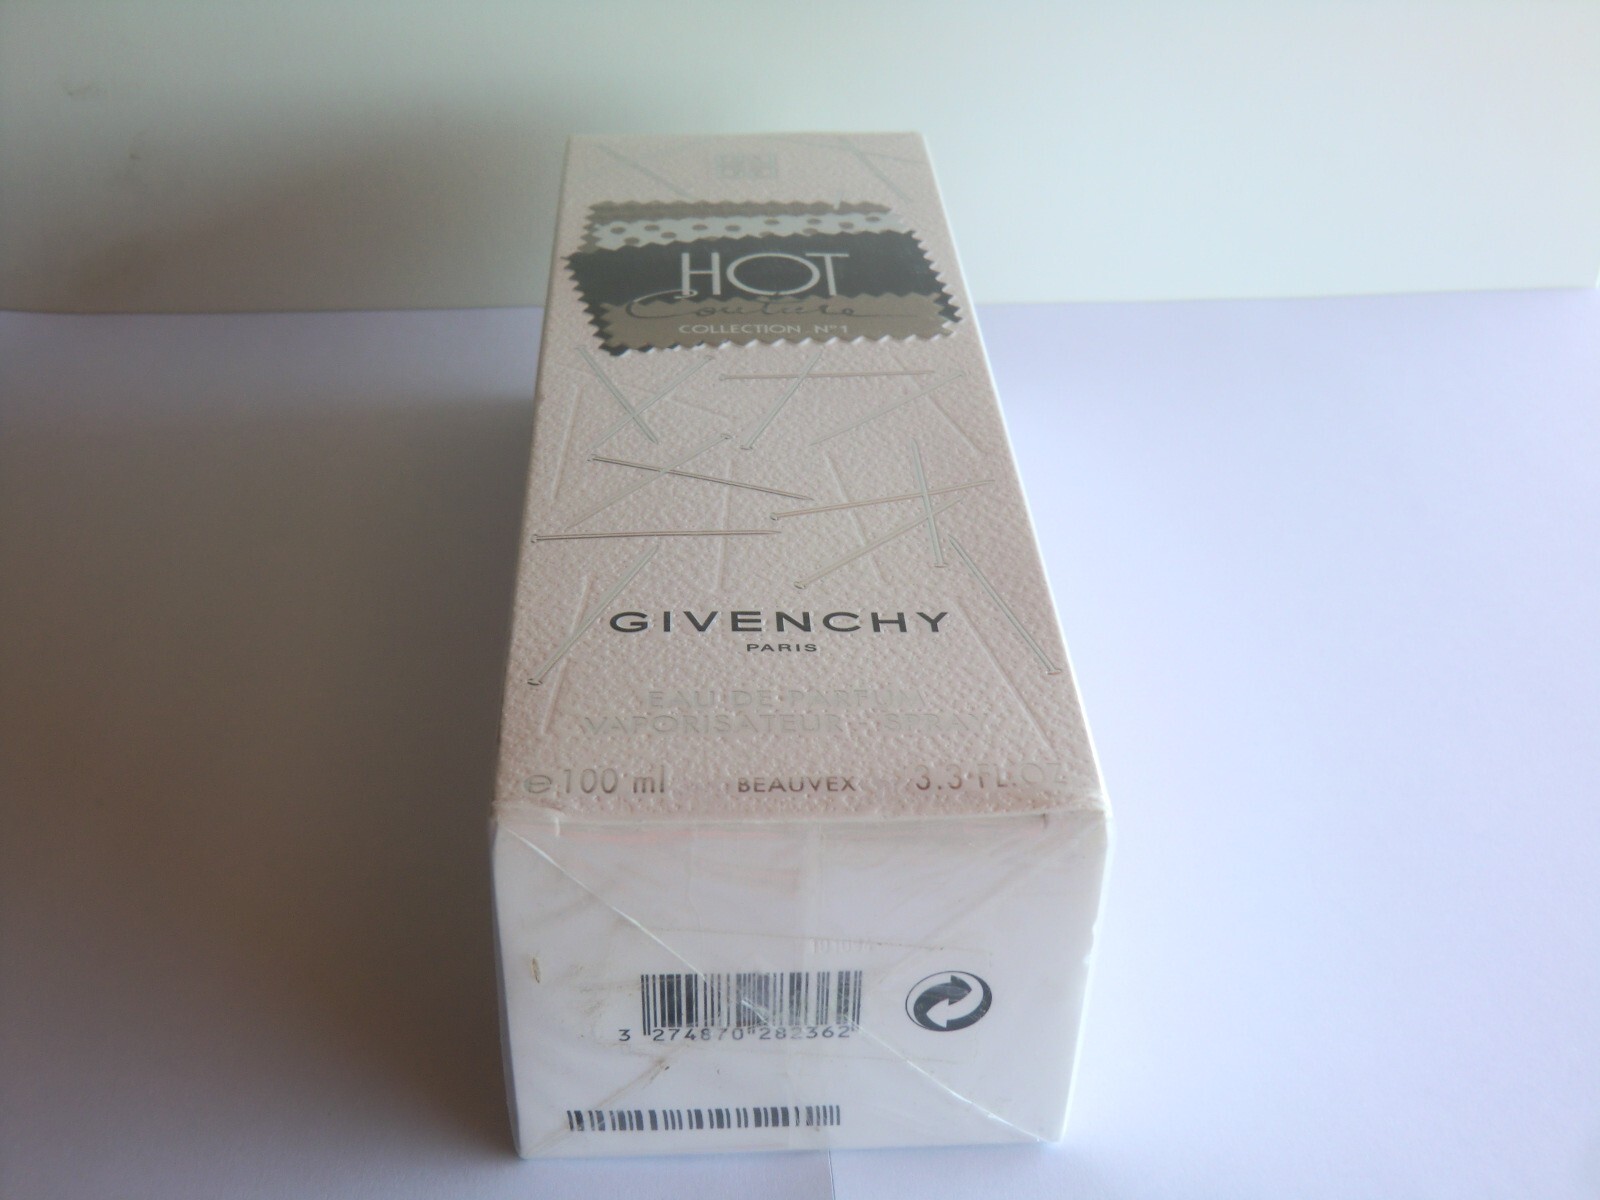 HOT
Couture
COLLECTION N°1
GIVENCHY
PARIS
EAU DE PARFUM
VAPORISATEUR - SPRAY
e 100 ml BEAUVEX 3.3 FL.OZ
3 274870 282362